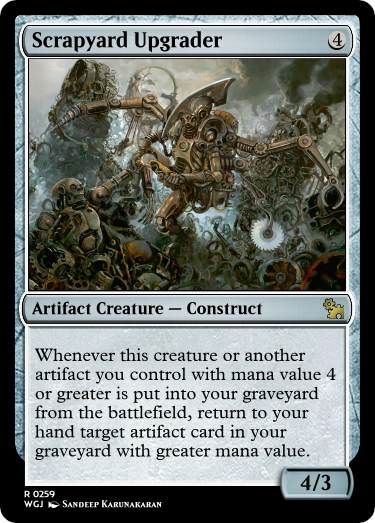 Scrapyard Upgrader 4
Artifact Creature — Construct
Whenever this creature or another
artifact you control with mana value 4
or greater is put into your graveyard
from the battlefield, return to your
hand target artifact card in your
graveyard with greater mana value.
4/3
R 0259
WGJ Sandeep Karunakaran